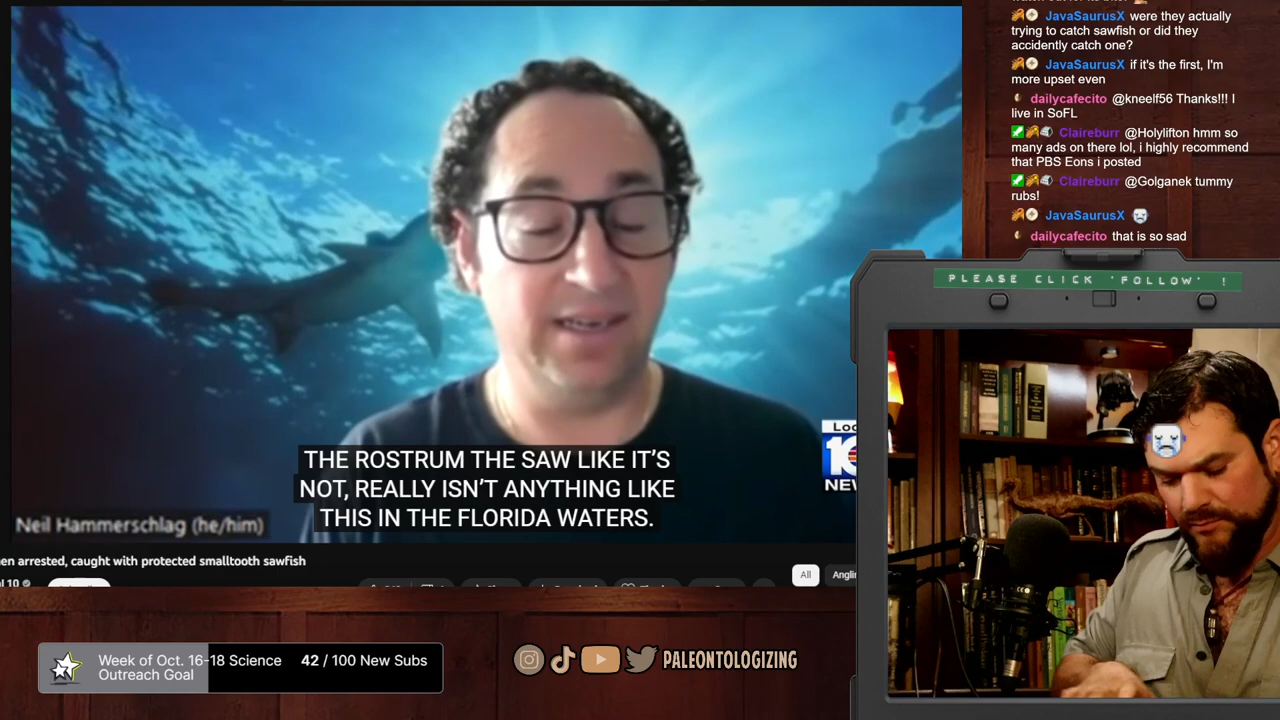 JavaSaurusX were they actually
trying to catch sawfish or did they
accidently catch one?
JavaSaurusX if it's the first, I'm
more upset even
dailycafecito @kneelf56 Thanks!!! I
live in SoFL
Claireburr @Holylifton hmm so
many ads on there lol, i highly recommend
that PBS Eons i posted
Claireburr @Golganek tummy
rubs!
JavaSaurusX
dailycafecito that is so sad
PLEASE CLICK 'FOLLOW' !
THE ROSTRUM THE SAW LIKE IT'S
NOT, REALLY ISN'T ANYTHING LIKE
THIS IN THE FLORIDA WATERS.
Neil Hammerschlag (he/him)
Loc
10
NEW
en arrested, caught with protected smalltooth sawfish
l 10
All
Anglin
Week of Oct. 16-18 Science
Outreach Goal
42 / 100 New Subs
PALEONTOLOGIZING